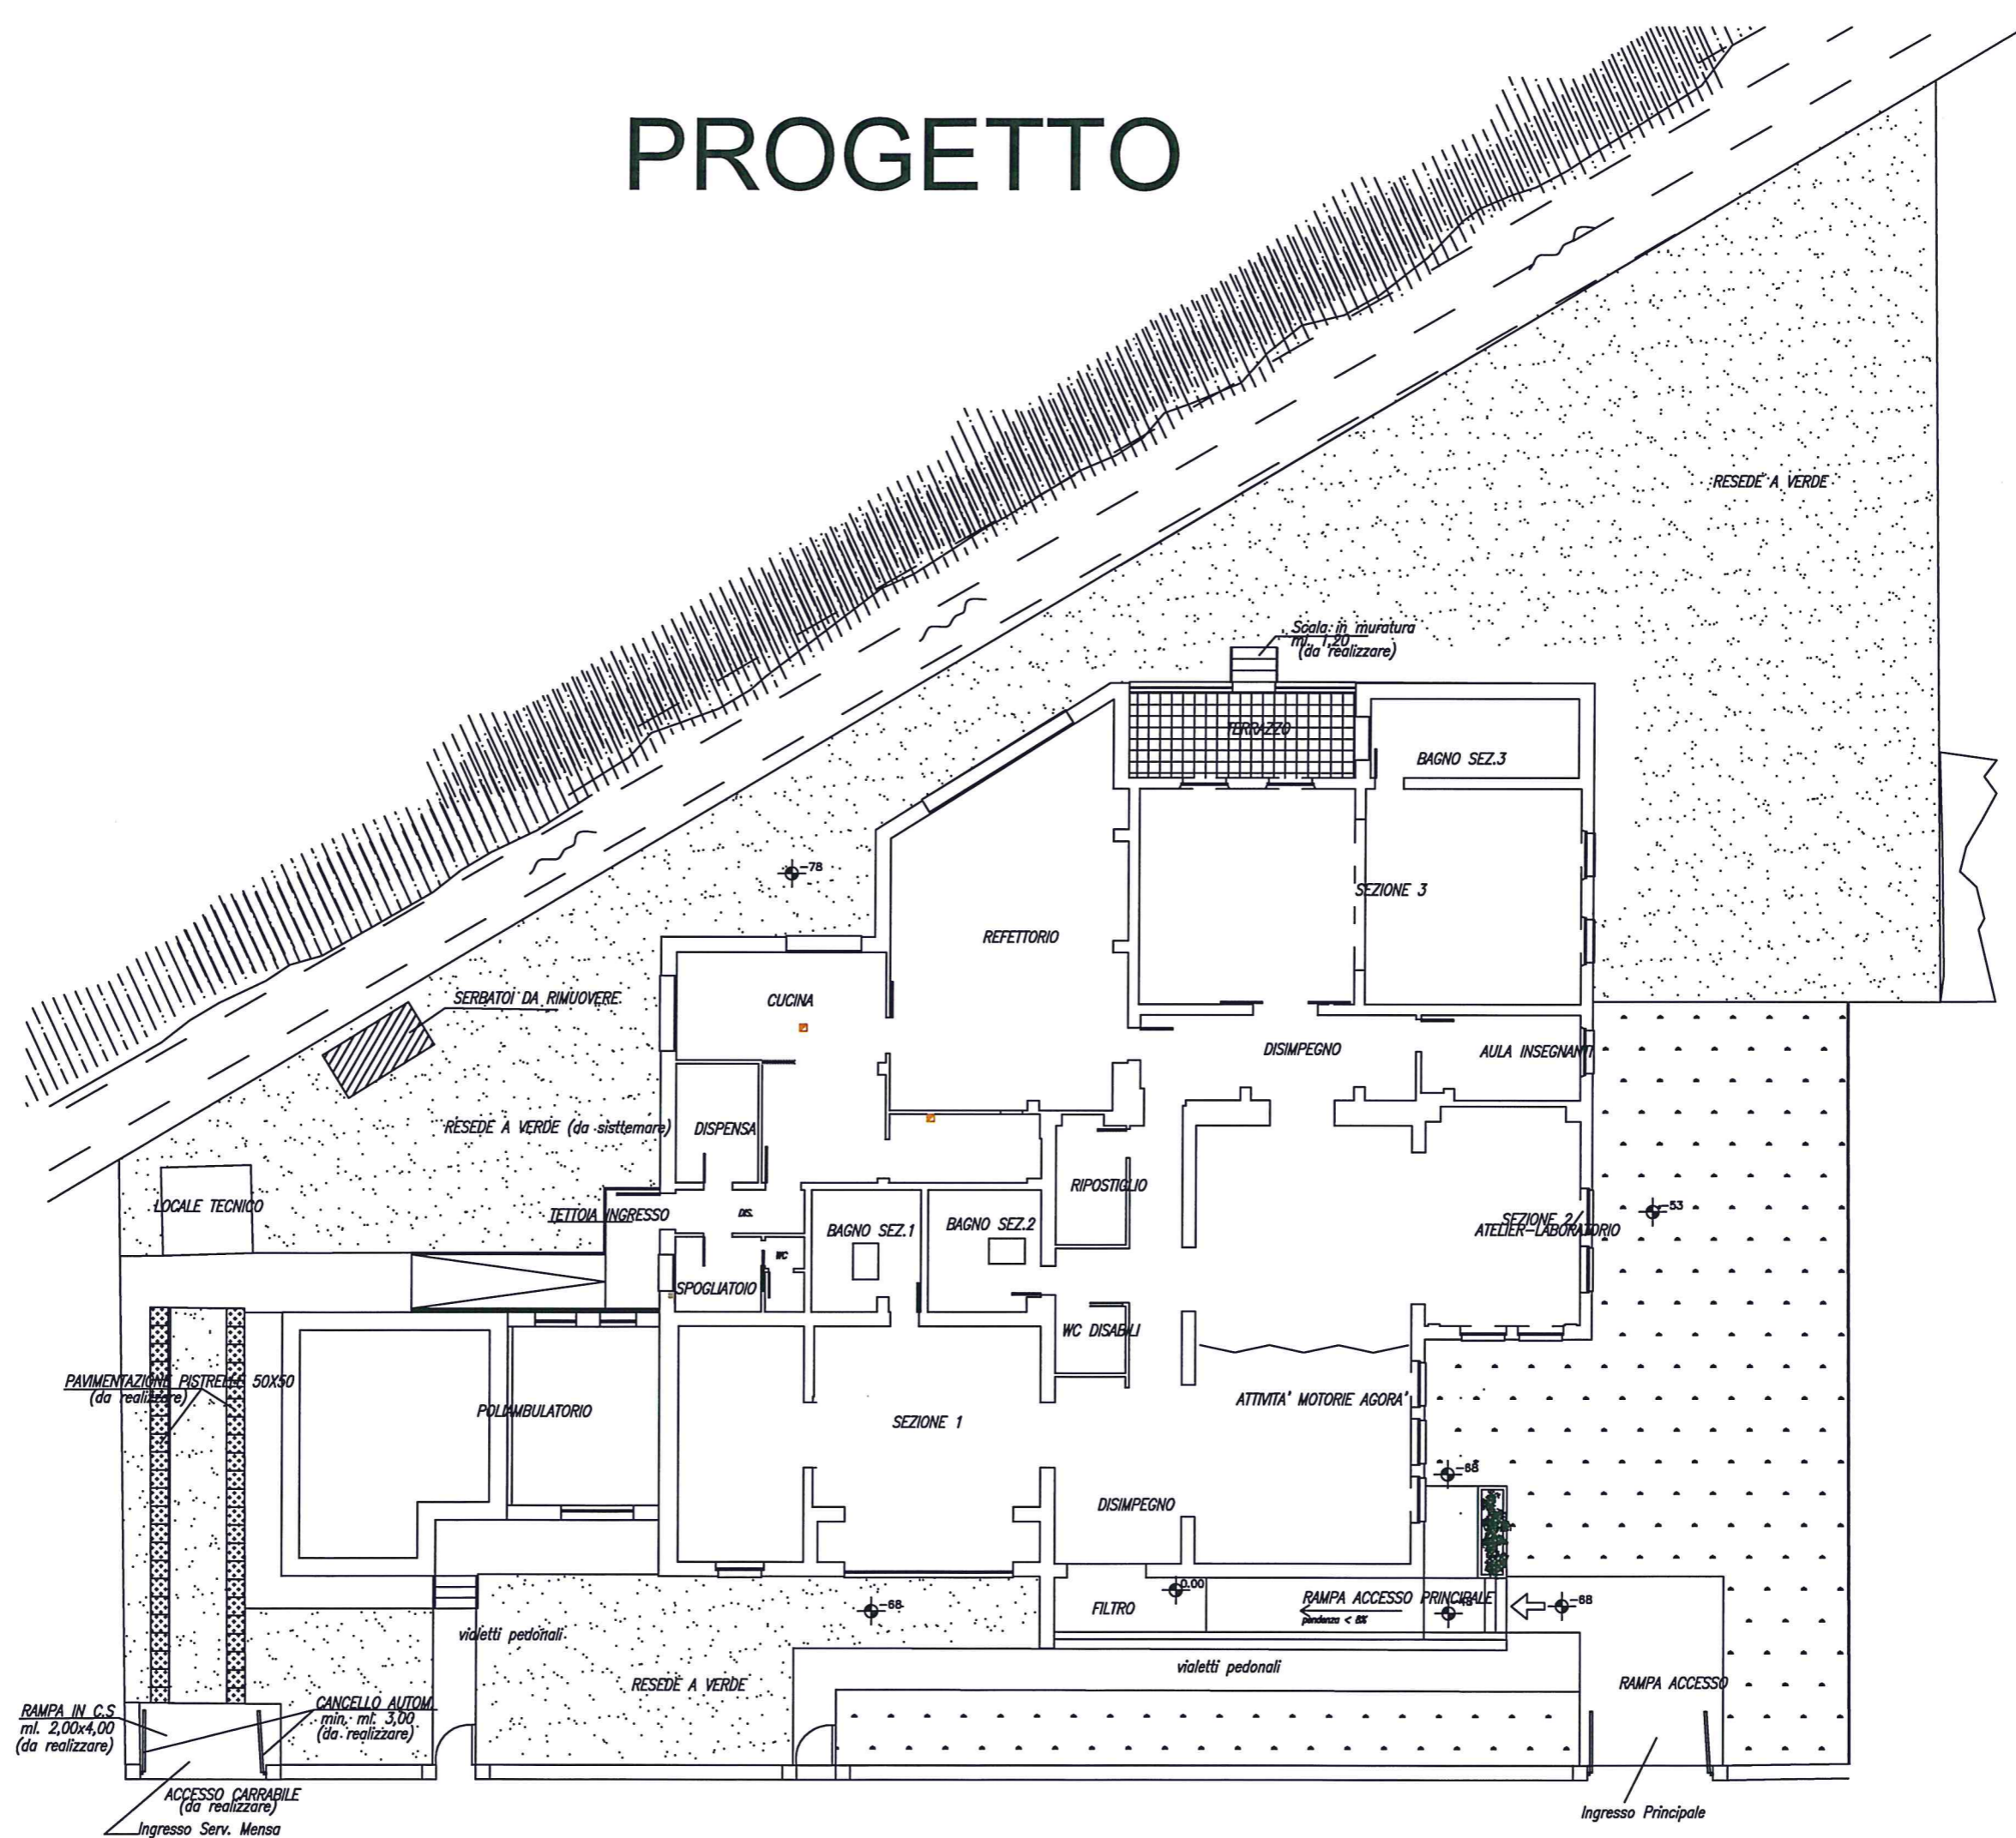 PROGETTO
RESEDE A VERDE
Scala in muratura
ml. 1,20
(da realizzare)
TERRAZZO
BAGNO SEZ.3
-78
SEZIONE 3
REFETTORIO
SERBATOI DA RIMUOVERE
CUCINA
DISIMPEGNO
AULA INSEGNANTI
RESEDE A VERDE (da sisttemare)
DISPENSA
RIPOSTIGLIO
LOCALE TECNICO
TETTOIA INGRESSO
DIS.
BAGNO SEZ.1
BAGNO SEZ.2
SEZIONE 2/
ATELIER-LABORATORIO
-53
WC
SPOGLIATOIO
WC DISABILI
PAVIMENTAZIONE PISTRELLE 50X50
(da realizzare)
POLIAMBULATORIO
SEZIONE 1
ATTIVITA' MOTORIE AGORA'
-68
DISIMPEGNO
0.00
FILTRO
RAMPA ACCESSO PRINCIPALE
pendenza < 8%
-68
-68
vialetti pedonali
vialetti pedonali
RESEDE A VERDE
RAMPA ACCESSO
RAMPA IN C.S
ml. 2,00x4,00
(da realizzare)
CANCELLO AUTOM.
min. ml. 3,00
(da realizzare)
ACCESSO CARRABILE
(da realizzare)
Ingresso Serv. Mensa
Ingresso Principale